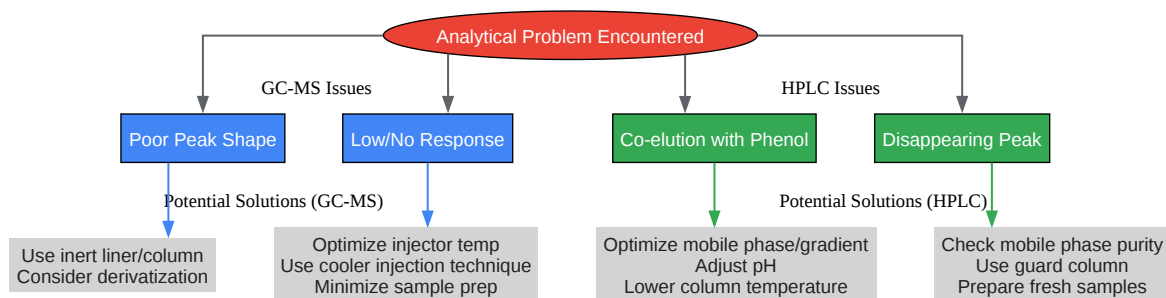 Analytical Problem Encountered
GC-MS Issues
HPLC Issues
Poor Peak Shape
Low/No Response
Co-elution with Phenol
Disappearing Peak
Potential Solutions (GC-MS)
Potential Solutions (HPLC)
Use inert liner/column
Consider derivatization
Optimize injector temp
Use cooler injection technique
Minimize sample prep
Optimize mobile phase/gradient
Adjust pH
Lower column temperature
Check mobile phase purity
Use guard column
Prepare fresh samples